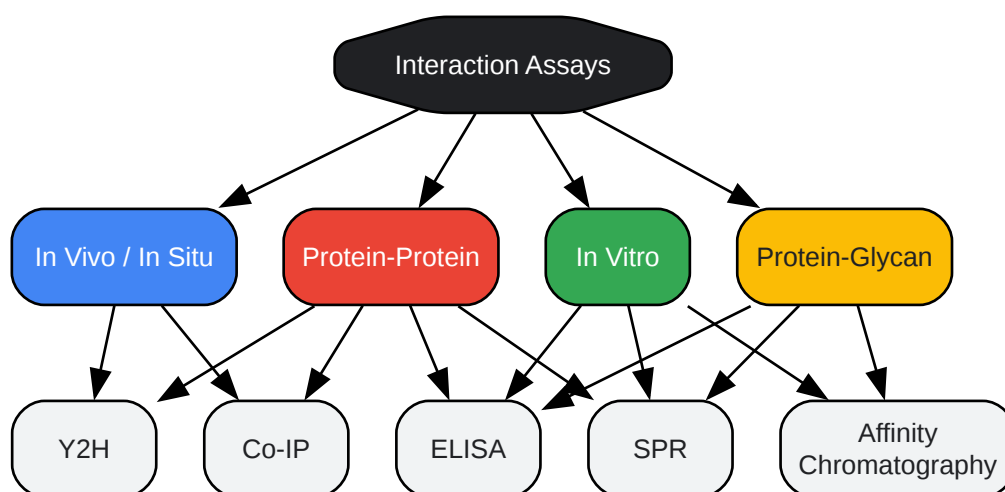 Interaction Assays
In Vivo / In Situ
Protein-Protein
In Vitro
Protein-Glycan
Y2H
Co-IP
ELISA
SPR
Affinity
Chromatography